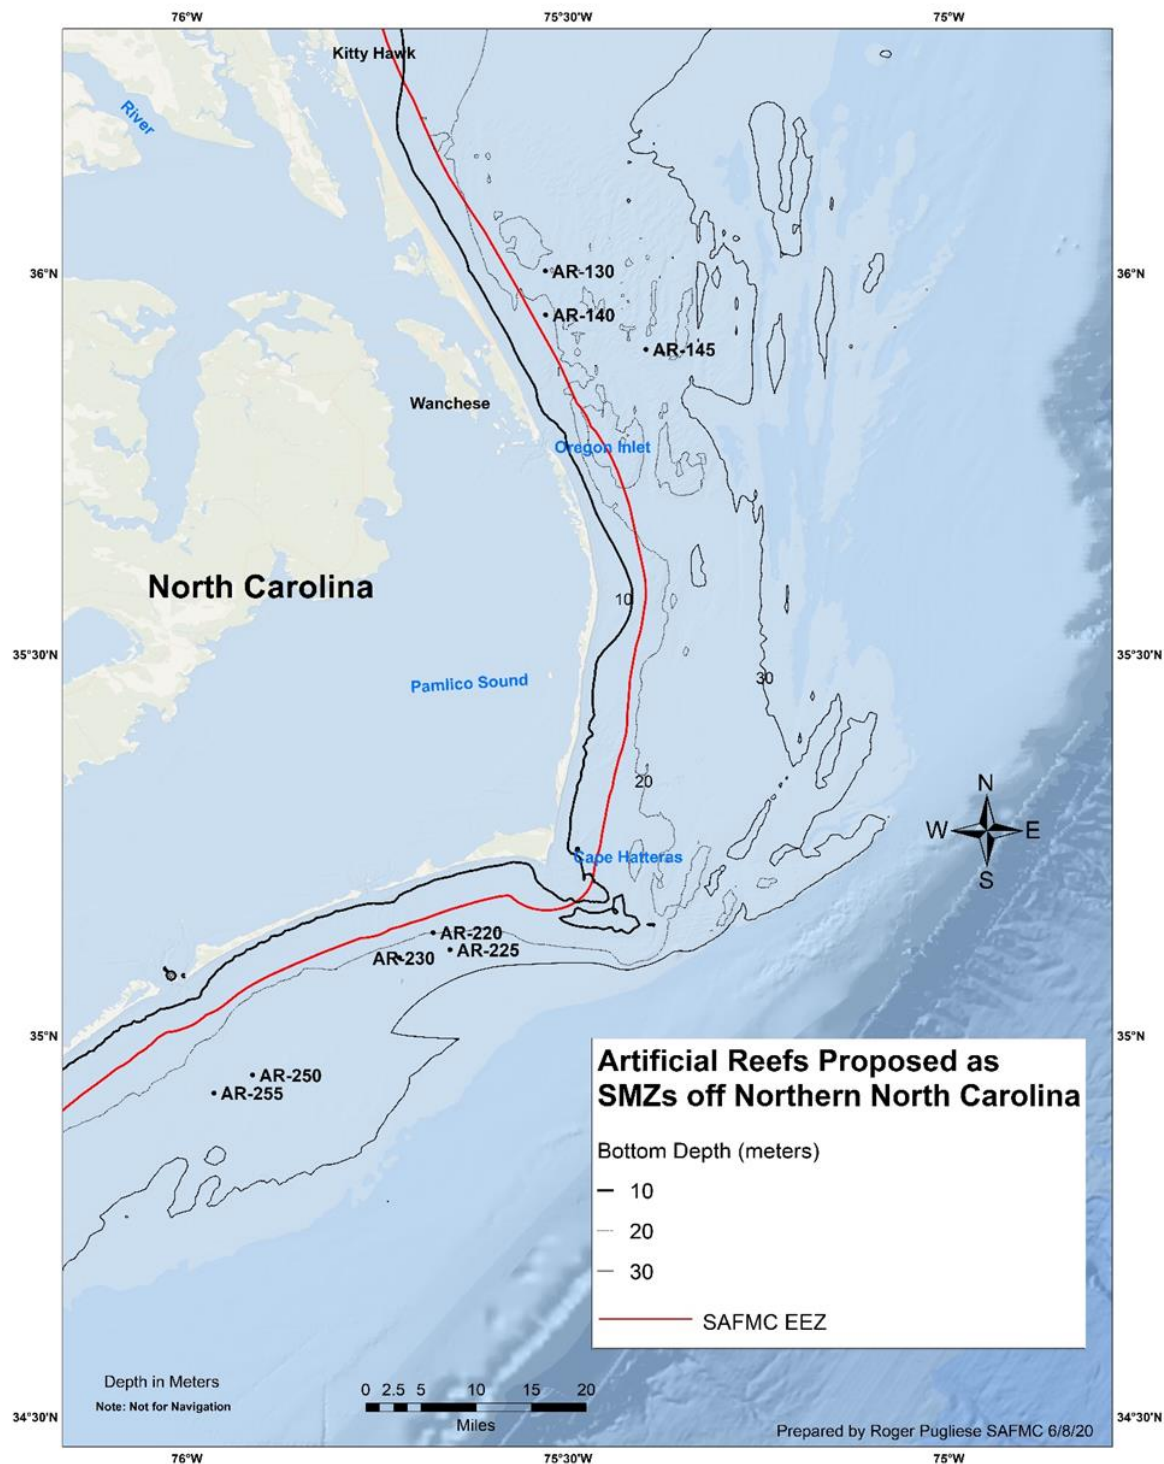 76°W 75°30'W 75°W
Kitty Hawk
River
36°N 36°N
AR-130
AR-140
AR-145
Wanchese
Oregon Inlet
North Carolina
10
35°30'N 35°30'N
30
Pamlico Sound
20
N
W E
S
Cape Hatteras
AR-220
AR-225
AR-230
35°N 35°N
AR-250
AR-255
Artificial Reefs Proposed as
SMZs off Northern North Carolina
Bottom Depth (meters)
10
20
30
SAFMC EEZ
Depth in Meters
Note: Not for Navigation
0 2.5 5 10 15 20
Miles
34°30'N 34°30'N
Prepared by Roger Pugliese SAFMC 6/8/20
76°W 75°30'W 75°W